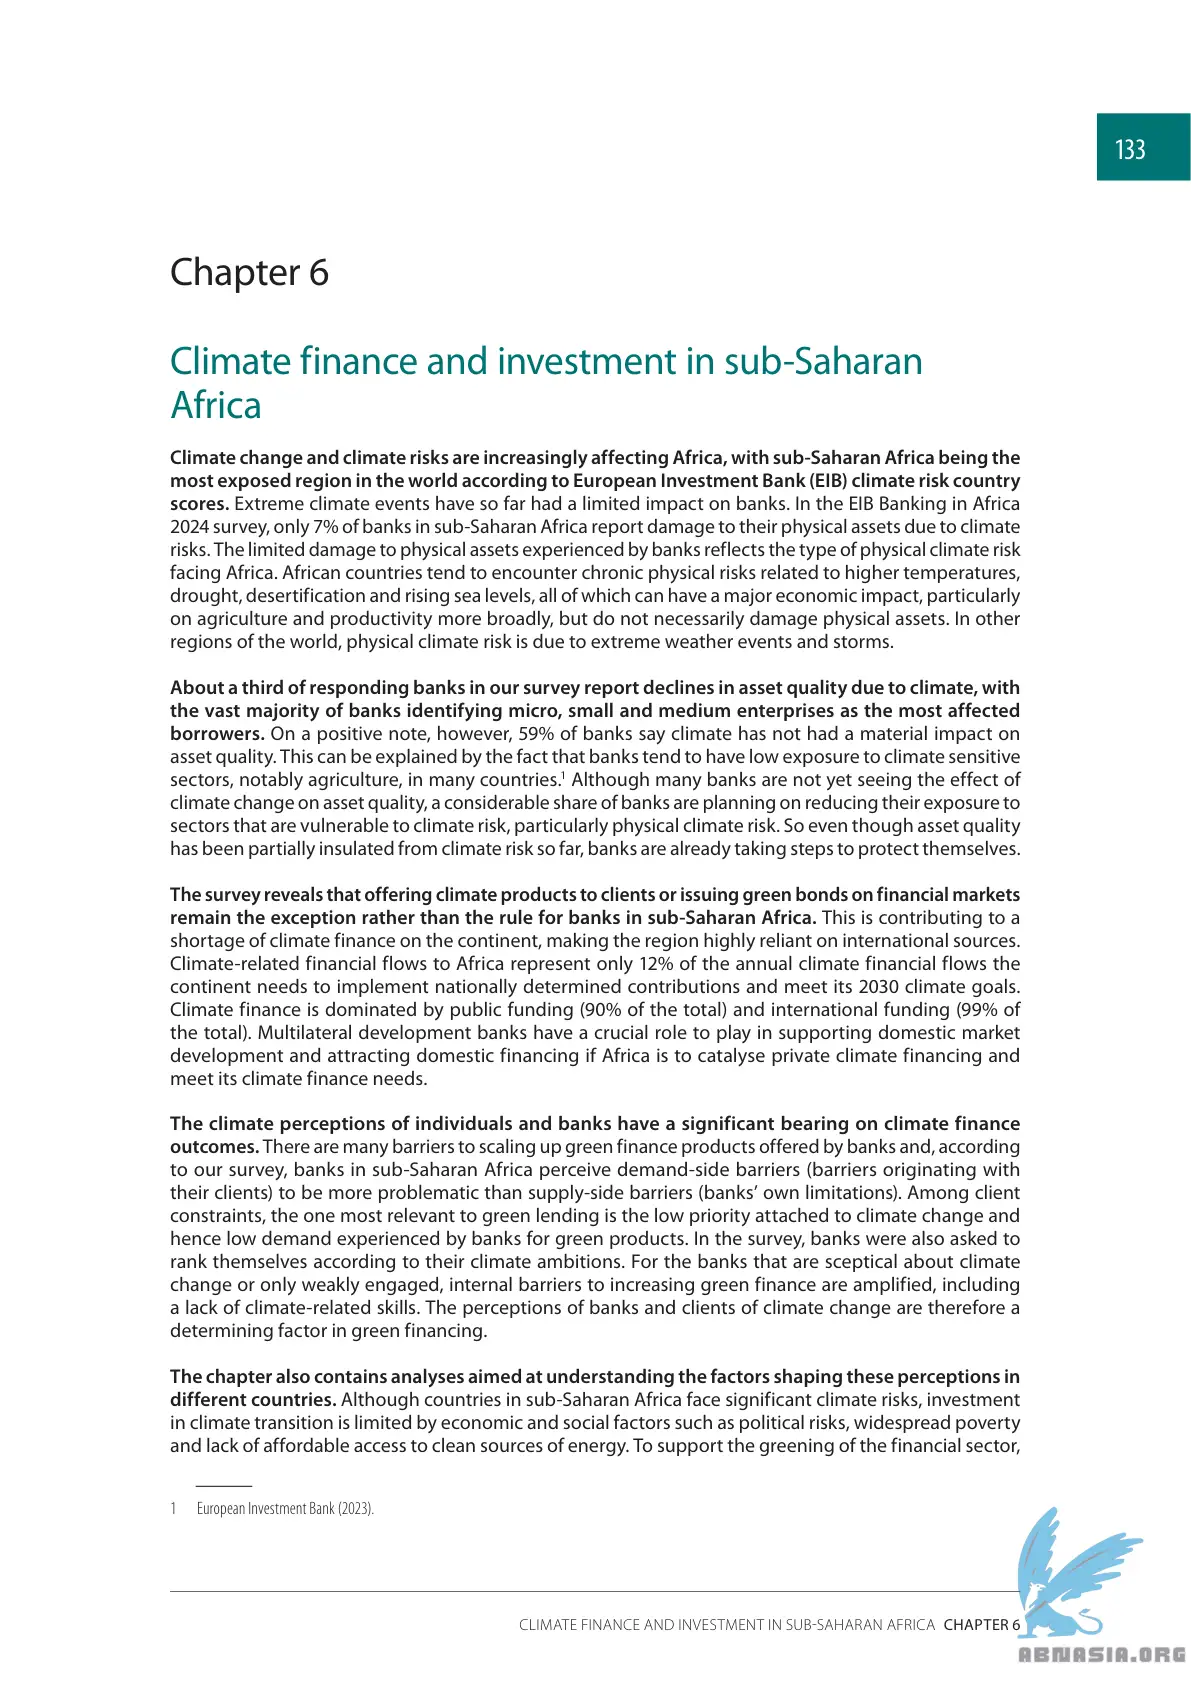 133
Chapter 6
Climate finance and investment in sub-Saharan
Africa
Climate change and climate risks are increasingly affecting Africa, with sub-Saharan Africa being the
most exposed region in the world according to European Investment Bank (EIB) climate risk country
scores. Extreme climate events have so far had a limited impact on banks. In the EIB Banking in Africa
2024 survey, only 7% of banks in sub-Saharan Africa report damage to their physical assets due to climate
risks. The limited damage to physical assets experienced by banks reflects the type of physical climate risk
facing Africa. African countries tend to encounter chronic physical risks related to higher temperatures,
drought, desertification and rising sea levels, all of which can have a major economic impact, particularly
on agriculture and productivity more broadly, but do not necessarily damage physical assets. In other
regions of the world, physical climate risk is due to extreme weather events and storms.
About a third of responding banks in our survey report declines in asset quality due to climate, with
the vast majority of banks identifying micro, small and medium enterprises as the most affected
borrowers. On a positive note, however, 59% of banks say climate has not had a material impact on
asset quality. This can be explained by the fact that banks tend to have low exposure to climate sensitive
sectors, notably agriculture, in many countries.1 Although many banks are not yet seeing the effect of
climate change on asset quality, a considerable share of banks are planning on reducing their exposure to
sectors that are vulnerable to climate risk, particularly physical climate risk. So even though asset quality
has been partially insulated from climate risk so far, banks are already taking steps to protect themselves.
The survey reveals that offering climate products to clients or issuing green bonds on financial markets
remain the exception rather than the rule for banks in sub-Saharan Africa. This is contributing to a
shortage of climate finance on the continent, making the region highly reliant on international sources.
Climate-related financial flows to Africa represent only 12% of the annual climate financial flows the
continent needs to implement nationally determined contributions and meet its 2030 climate goals.
Climate finance is dominated by public funding (90% of the total) and international funding (99% of
the total). Multilateral development banks have a crucial role to play in supporting domestic market
development and attracting domestic financing if Africa is to catalyse private climate financing and
meet its climate finance needs.
The climate perceptions of individuals and banks have a significant bearing on climate finance
outcomes. There are many barriers to scaling up green finance products offered by banks and, according
to our survey, banks in sub-Saharan Africa perceive demand-side barriers (barriers originating with
their clients) to be more problematic than supply-side barriers (banks’ own limitations). Among client
constraints, the one most relevant to green lending is the low priority attached to climate change and
hence low demand experienced by banks for green products. In the survey, banks were also asked to
rank themselves according to their climate ambitions. For the banks that are sceptical about climate
change or only weakly engaged, internal barriers to increasing green finance are amplified, including
a lack of climate-related skills. The perceptions of banks and clients of climate change are therefore a
determining factor in green financing.
The chapter also contains analyses aimed at understanding the factors shaping these perceptions in
different countries. Although countries in sub-Saharan Africa face significant climate risks, investment
in climate transition is limited by economic and social factors such as political risks, widespread poverty
and lack of affordable access to clean sources of energy. To support the greening of the financial sector,
1 European Investment Bank (2023).
CLIMATE FINANCE AND INVESTMENT IN SUB-SAHARAN AFRICA CHAPTER 6
ABNASIA.ORG